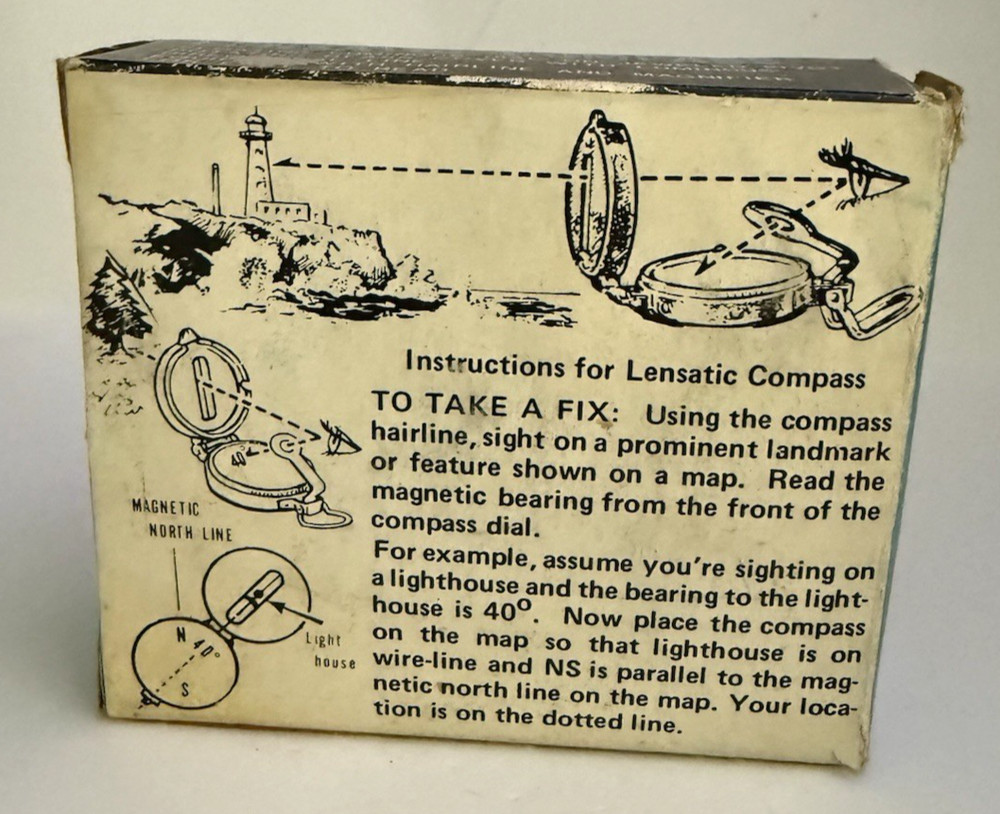 AND MAGNIFIER
Instructions for Lensatic Compass
TO TAKE A FIX: Using the compass
hairline, sight on a prominent landmark
or feature shown on a map. Read the
magnetic bearing from the front of the
compass dial.
For example, assume you're sighting on
a lighthouse and the bearing to the light-
house is 40°. Now place the compass
on the map so that lighthouse is on
wire-line and NS is parallel to the mag-
netic north line on the map. Your loca-
tion is on the dotted line.
40
MAGNETIC
NORTH LINE
N 40°
S
Light
house